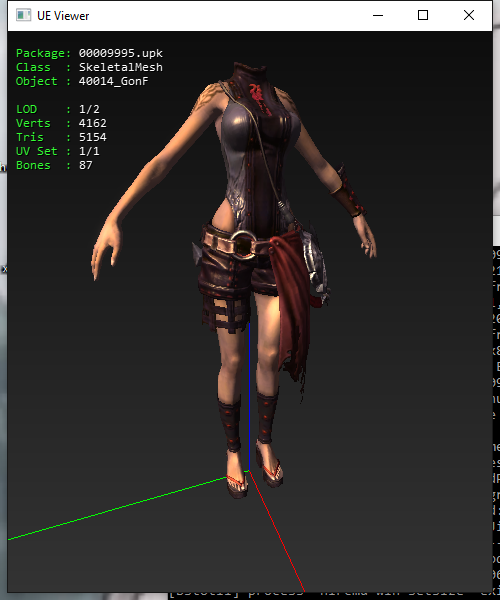 UE Viewer
Package: 00009995.upk
Class : SkeletalMesh
Object : 40014_GonF
LOD : 1/2
Verts : 4162
Tris : 5154
UV Set : 1/1
Bones : 87